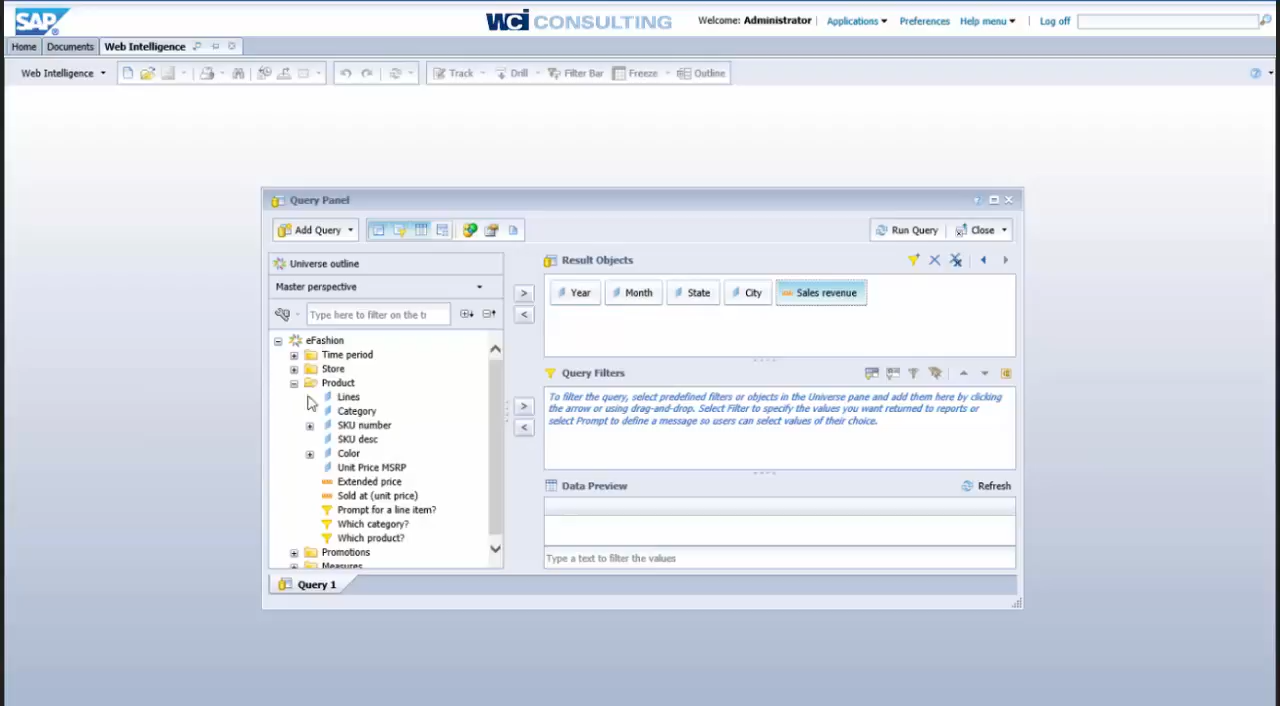 SAP
WCI CONSULTING
Welcome: Administrator | Applications Preferences Help menu | Log off
Home Documents Web Intelligence
Web Intelligence Track Drill Filter Bar Freeze Outline
Query Panel
Add Query Run Query Close
Universe outline
Master perspective
Type here to filter on the tr
eFashion
Time period
Store
Product
Lines
Category
SKU number
SKU desc
Color
Unit Price MSRP
Extended price
Sold at (unit price)
Prompt for a line item?
Which category?
Which product?
Promotions
Measures
>
<
>
<
Result Objects
Year Month State City Sales revenue
Query Filters
To filter the query, select predefined filters or objects in the Universe pane and add them here by clicking
the arrow or using drag-and-drop. Select Filter to specify the values you want returned to reports or
select Prompt to define a message so users can select values of their choice.
Data Preview Refresh
Type a text to filter the values
Query 1